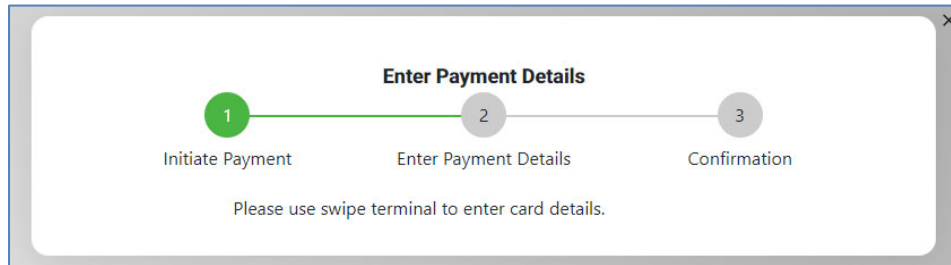 Enter Payment Details
1 2 3
Initiate Payment Enter Payment Details Confirmation
Please use swipe terminal to enter card details.